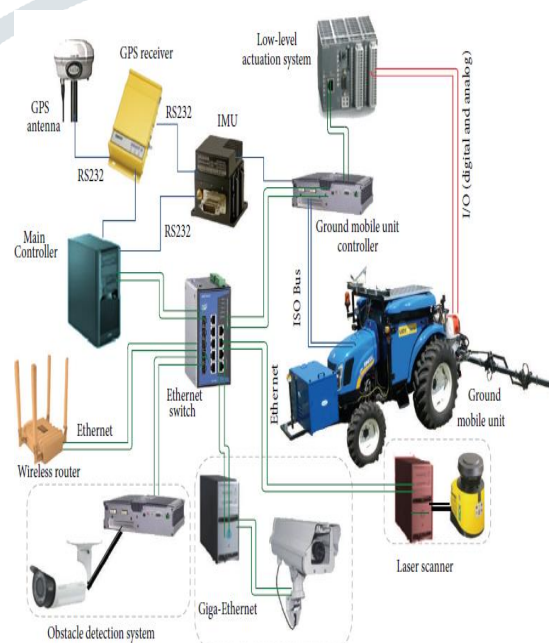 GPS receiver
Low-level
actuation system
GPS
antenna
RS232
IMU
RS232
I/O (digital and analog)
RS232
Main
Controller
Ground mobile unit
controller
ISO Bus
Ethernet
switch
Ethernet
Ethernet
Wireless router
Ground
mobile unit
Laser scanner
Giga-Ethernet
Obstacle detection system